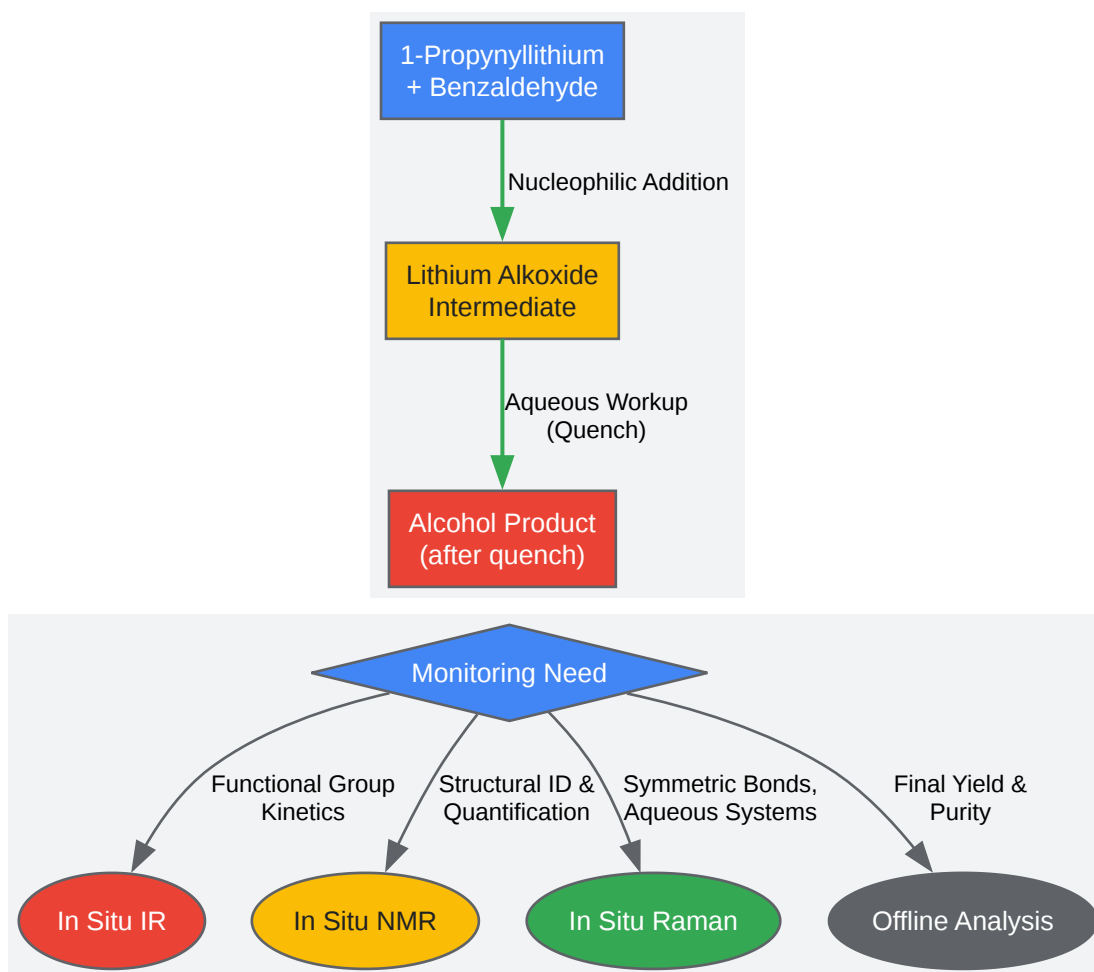 1-Propynyllithium
+ Benzaldehyde
Nucleophilic Addition
Lithium Alkoxide
Intermediate
Aqueous Workup
(Quench)
Alcohol Product
(after quench)
Monitoring Need
Functional Group
Kinetics
Structural ID &
Quantification
Symmetric Bonds,
Aqueous Systems
Final Yield &
Purity
In Situ IR
In Situ NMR
In Situ Raman
Offline Analysis